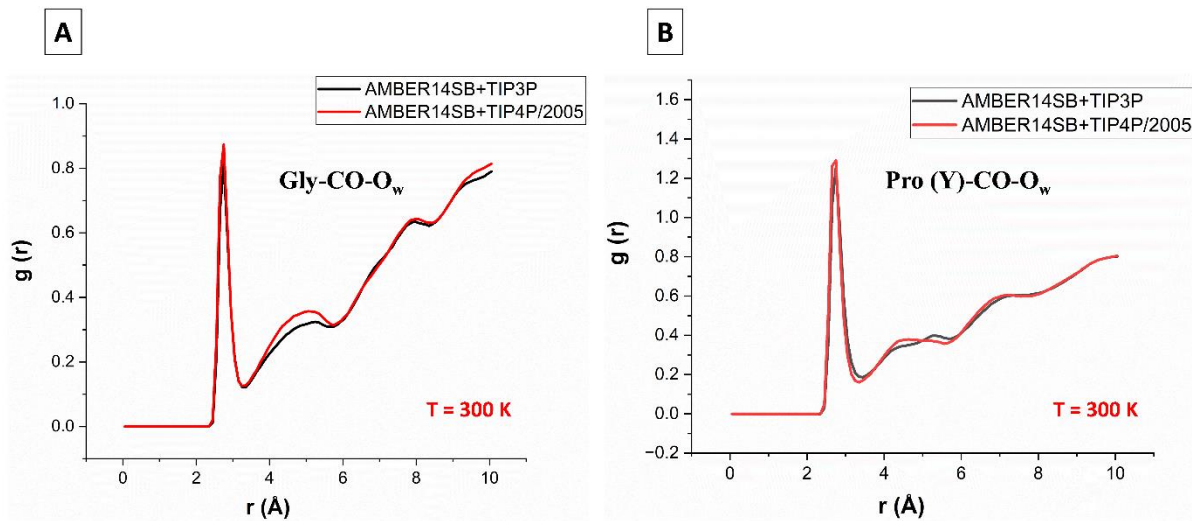 A
AMBER14SB+TIP3P
AMBER14SB+TIP4P/2005
Gly-CO-Ow
T = 300 K
g (r)
1.0
0.8
0.6
0.4
0.2
0.0
0 2 4 6 8 10
r (Å)
B
AMBER14SB+TIP3P
AMBER14SB+TIP4P/2005
Pro (Y)-CO-Ow
T = 300 K
g (r)
1.6
1.4
1.2
1.0
0.8
0.6
0.4
0.2
0.0
−0.2
0 2 4 6 8 10
r (Å)